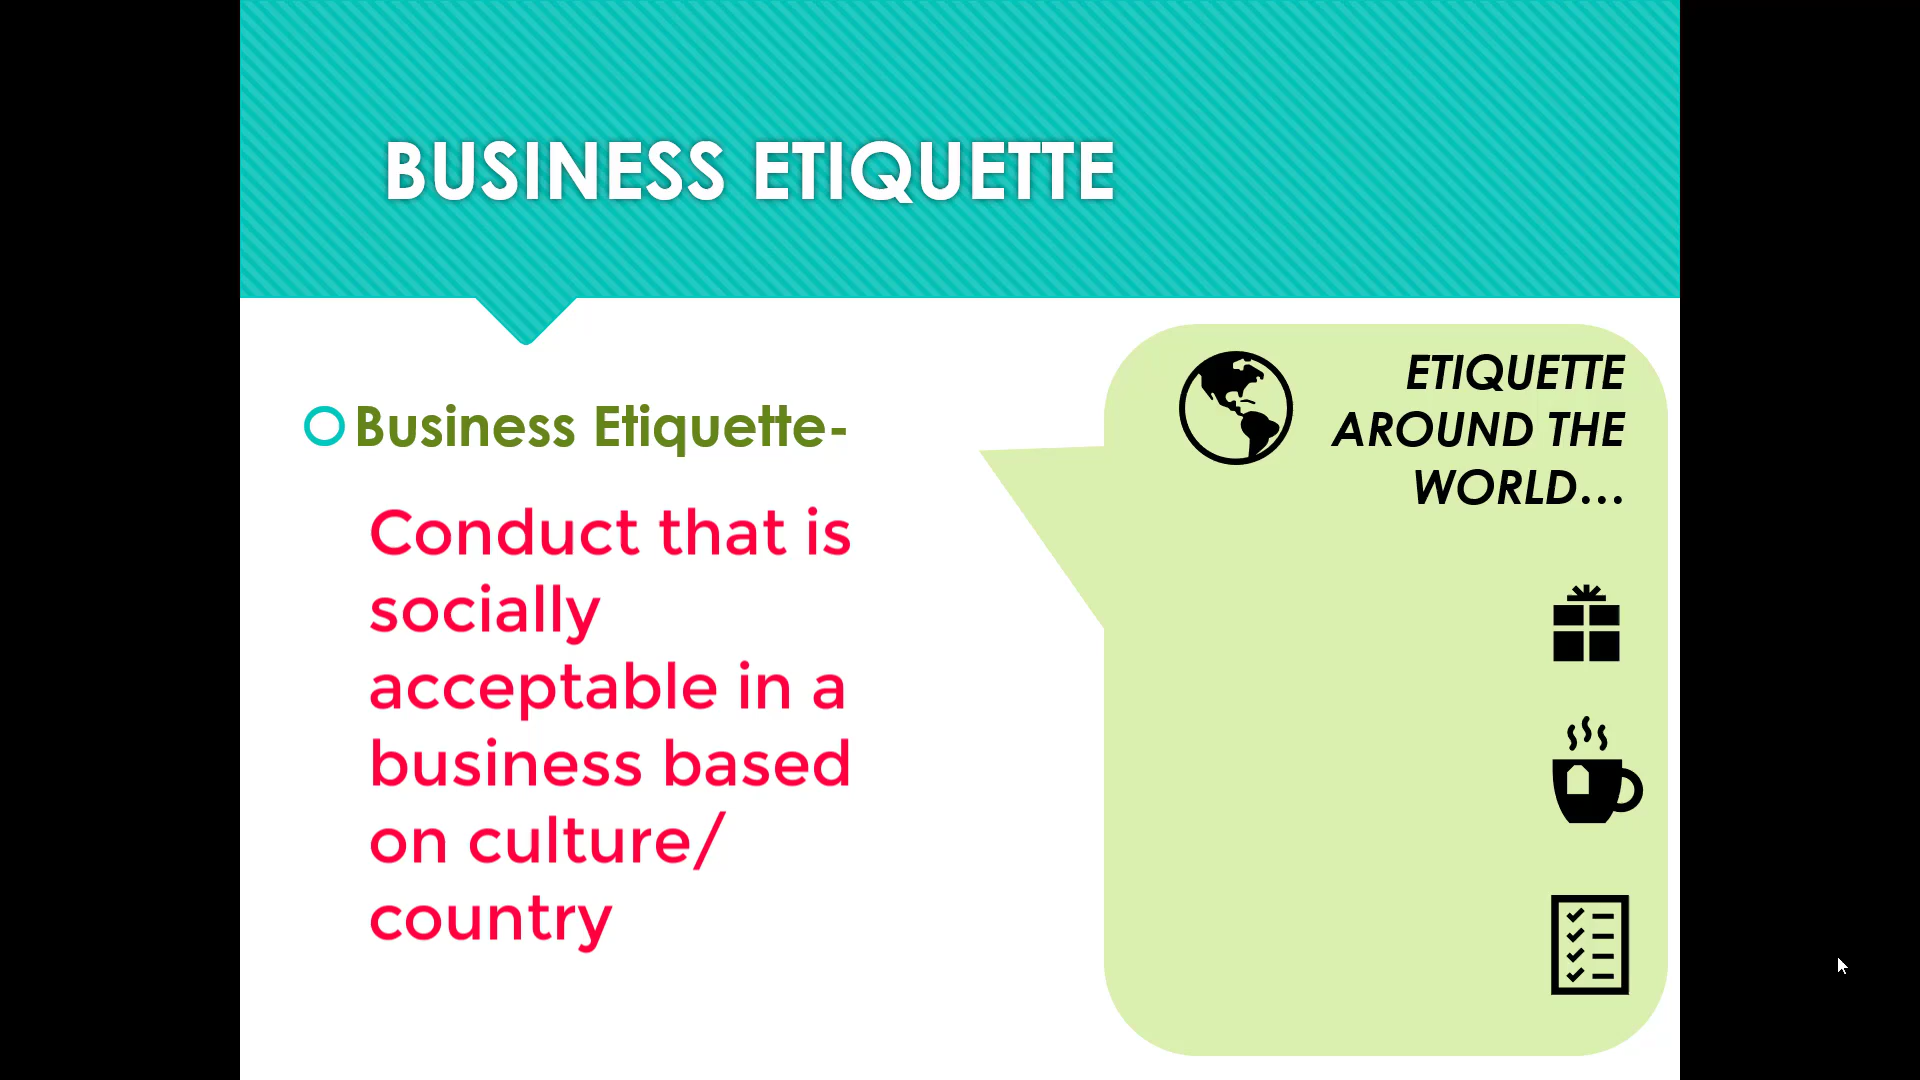 BUSINESS ETIQUETTE
Business Etiquette-
Conduct that is
socially
acceptable in a
business based
on culture/
country
ETIQUETTE
AROUND THE
WORLD...